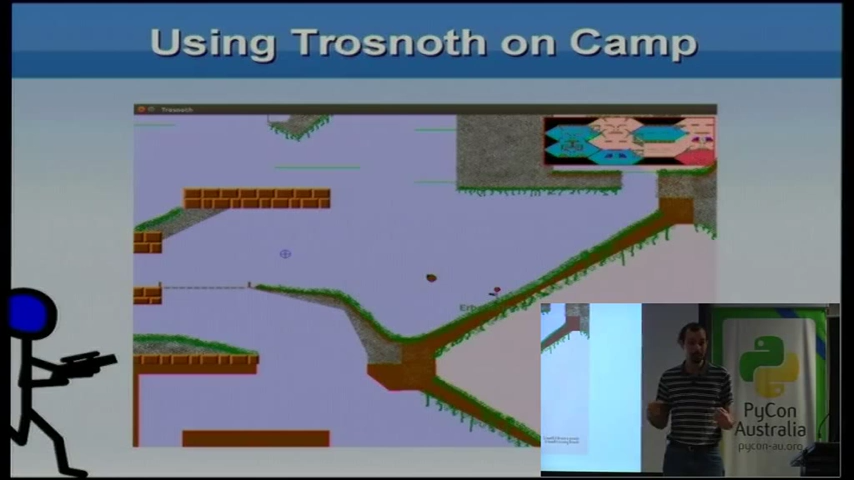 Using Trosnoth on Camp
Trosnoth
PyCon
Australia
pycon-au.org